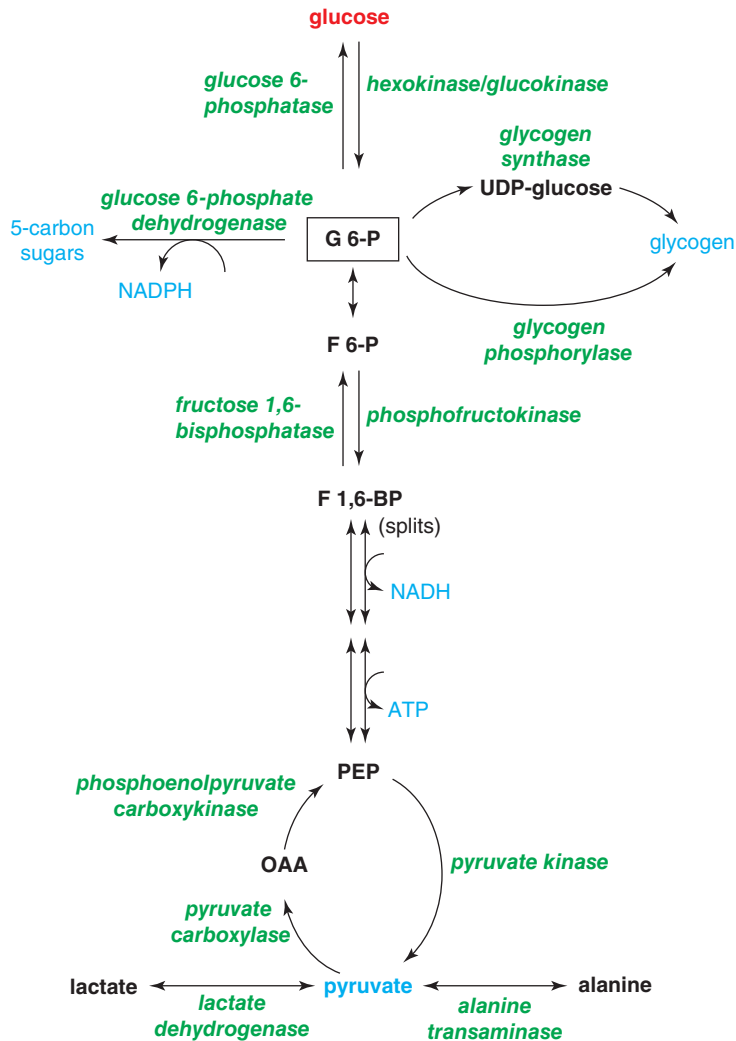 glucose
glucose 6-
phosphatase
hexokinase/glucokinase
glycogen
synthase
UDP-glucose
glucose 6-phosphate
dehydrogenase
5-carbon
sugars
G 6-P
glycogen
NADPH
glycogen
phosphorylase
F 6-P
fructose 1,6-
bisphosphatase
phosphofructokinase
F 1,6-BP
(splits)
NADH
ATP
PEP
phosphoenolpyruvate
carboxykinase
OAA
pyruvate kinase
pyruvate
carboxylase
lactate
pyruvate
alanine
lactate
dehydrogenase
alanine
transaminase